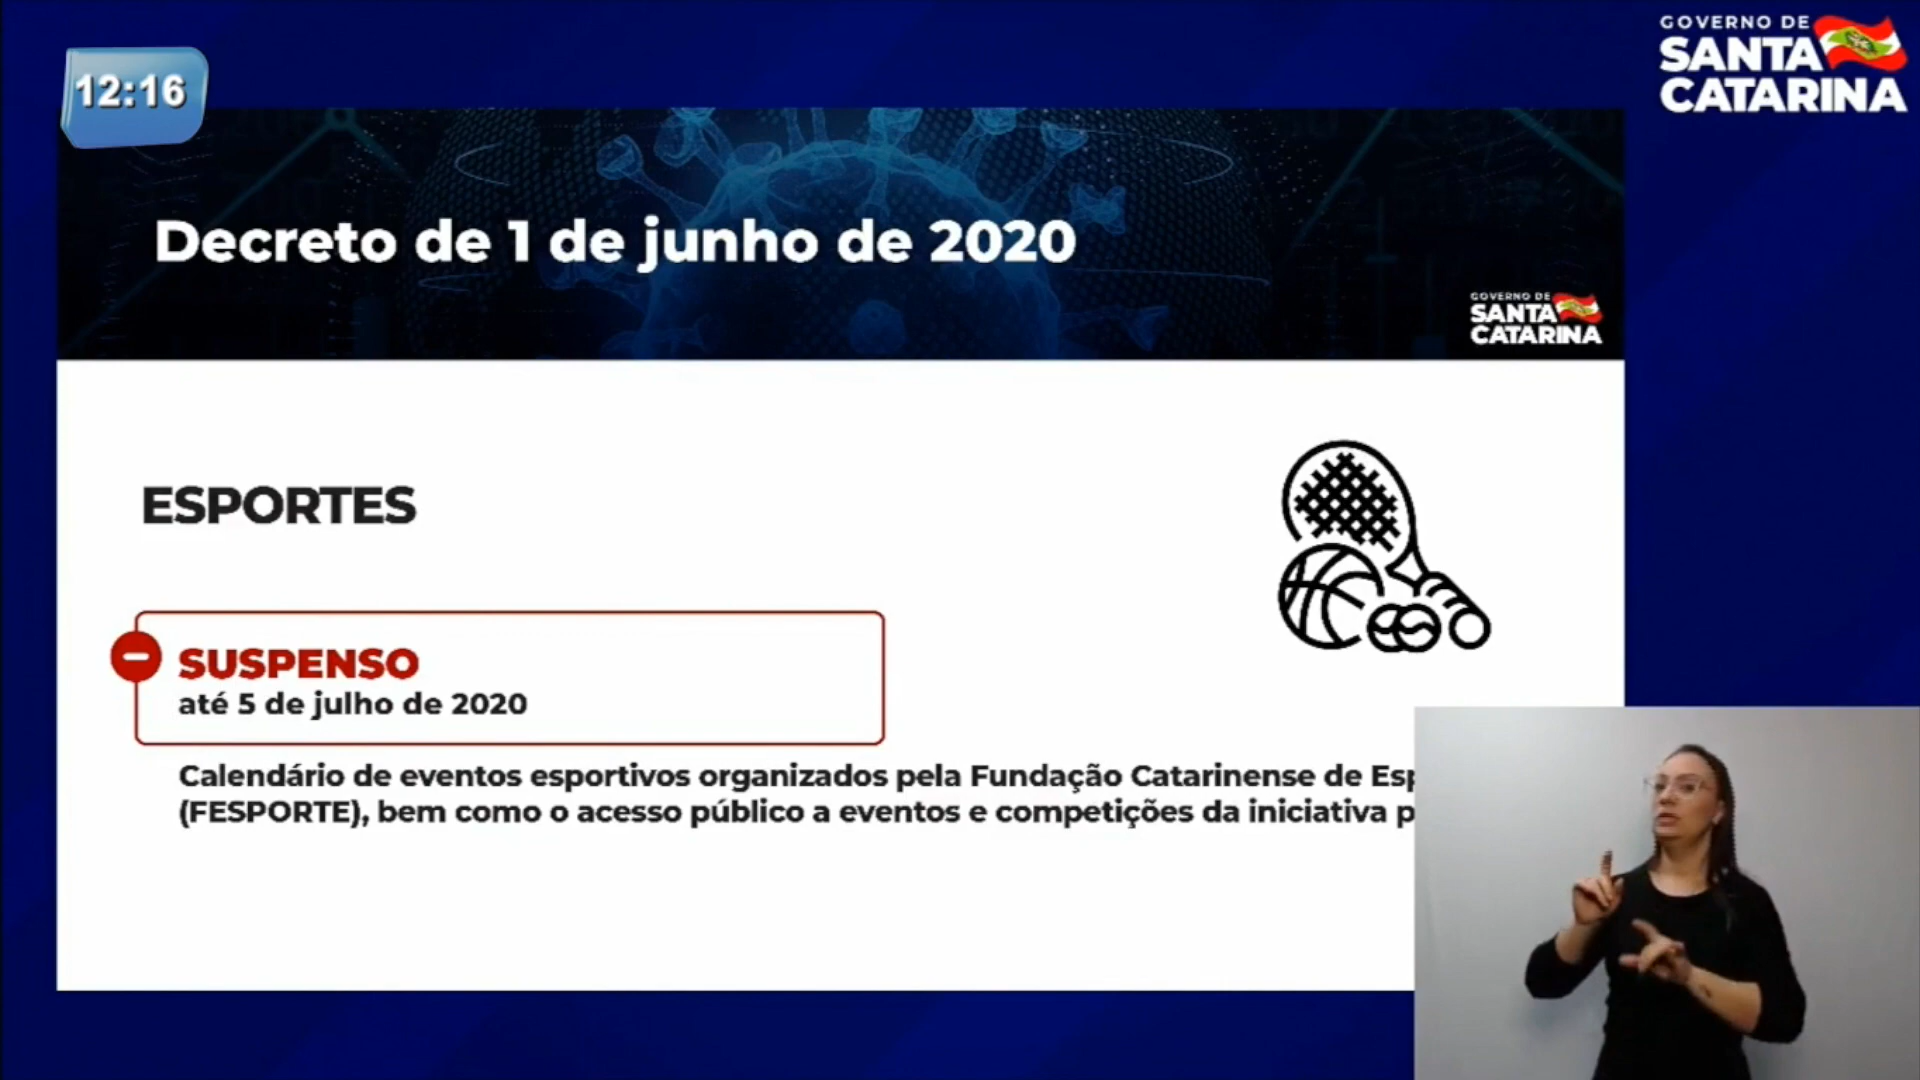 12:16
GOVERNO DE
SANTA
CATARINA
Decreto de 1 de junho de 2020
GOVERNO DE
SANTA
CATARINA
ESPORTES
SUSPENSO
até 5 de julho de 2020
Calendário de eventos esportivos organizados pela Fundação Catarinense de
(FESPORTE), bem como o acesso público a eventos e competições da iniciativa